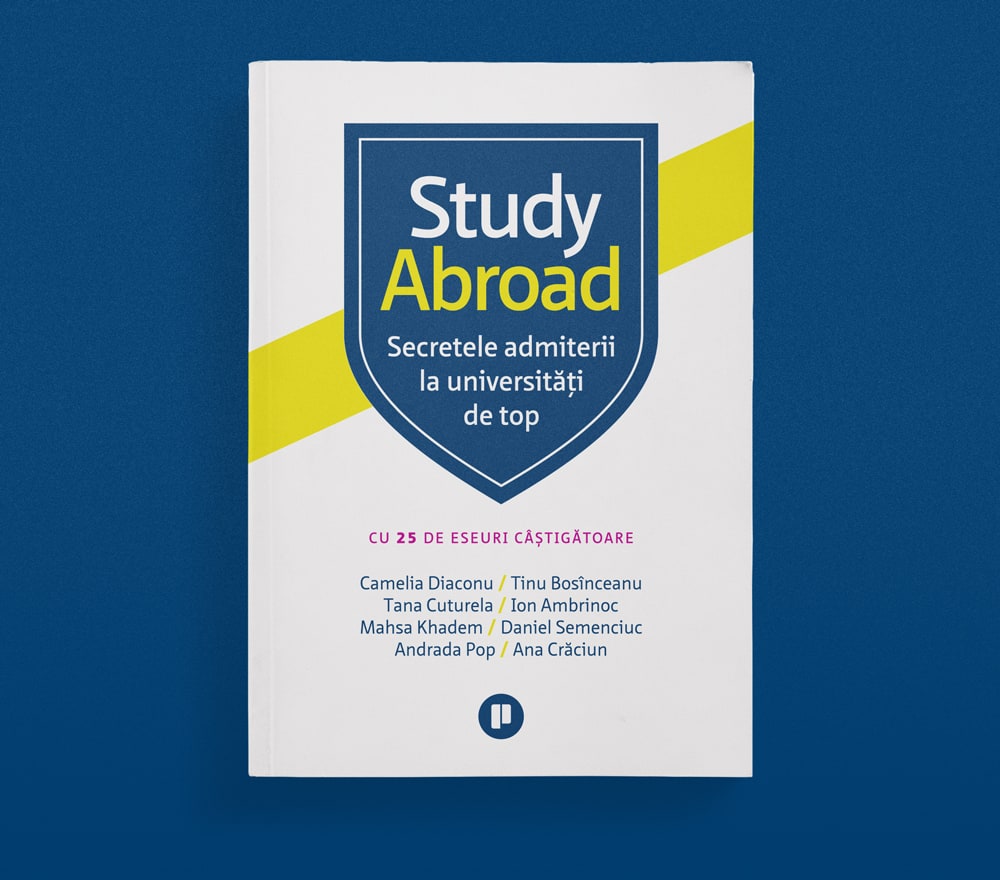 Study
Abroad
Secretele admiterii
la universități
de top
CU 25 DE ESEURI CÂȘTIGĂTOARE
Camelia Diaconu / Tinu Bosînceanu
Tana Cuturela / Ion Ambrinoc
Mahsa Khadem / Daniel Semenciuc
Andrada Pop / Ana Crăciun